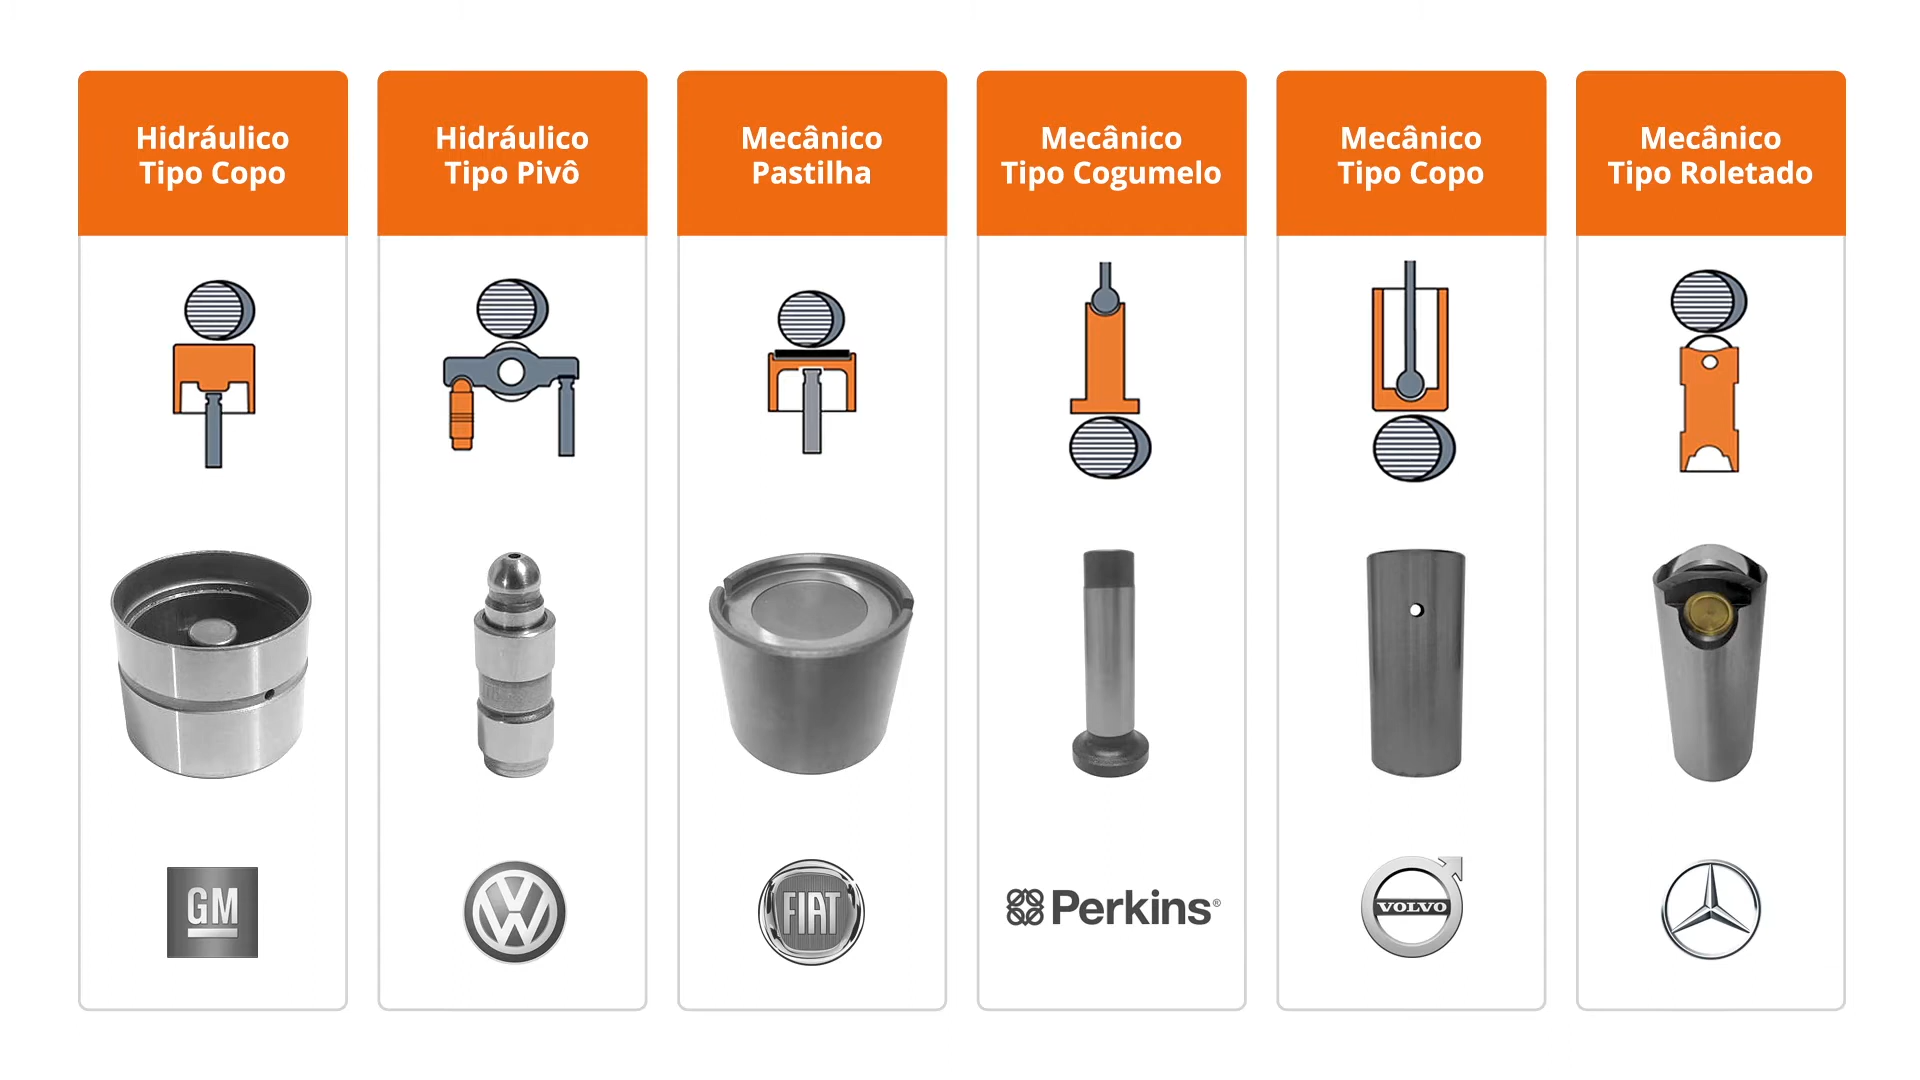 Hidráulico
Tipo Copo
Hidráulico
Tipo Pivô
Mecânico
Pastilha
Mecânico
Tipo Cogumelo
Mecânico
Tipo Copo
Mecânico
Tipo Roletado
GM
VW
FIAT
Perkins®
VOLVO